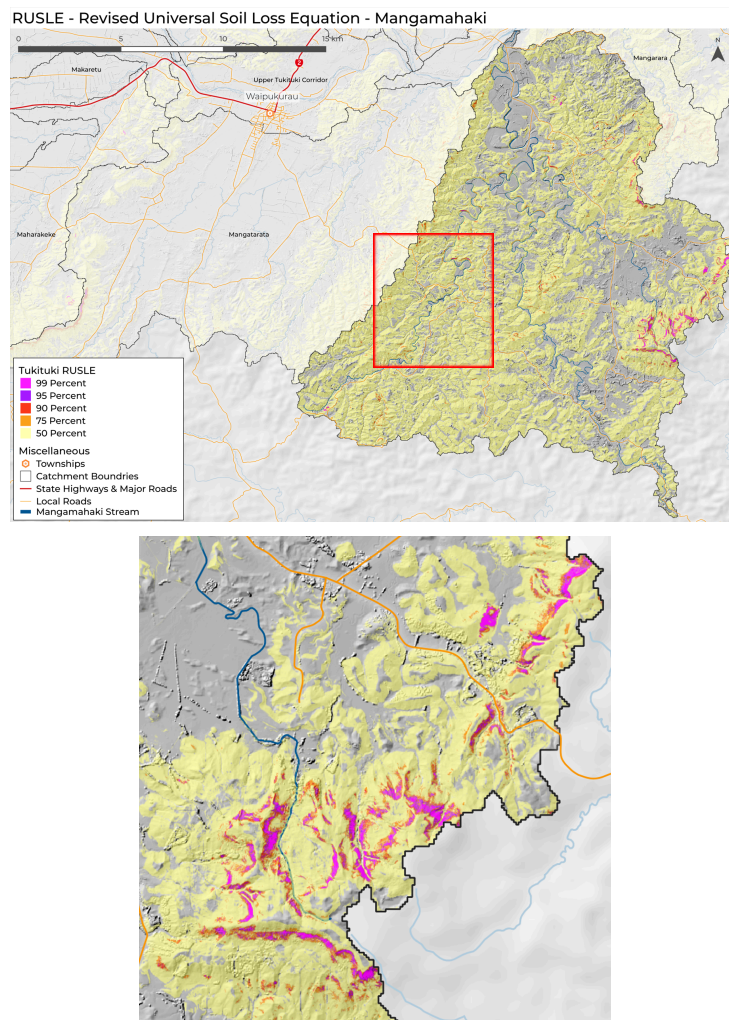 RUSLE - Revised Universal Soil Loss Equation - Mangamahaki
0 5 10 15 km
N
2
Makaretu
Upper Tukituki Corridor
Mangarara
Waipukurau
Maharakeke
Mangatarata
Tukituki RUSLE
99 Percent
95 Percent
90 Percent
75 Percent
50 Percent
Miscellaneous
Townships
Catchment Boundries
State Highways & Major Roads
Local Roads
Mangamahaki Stream